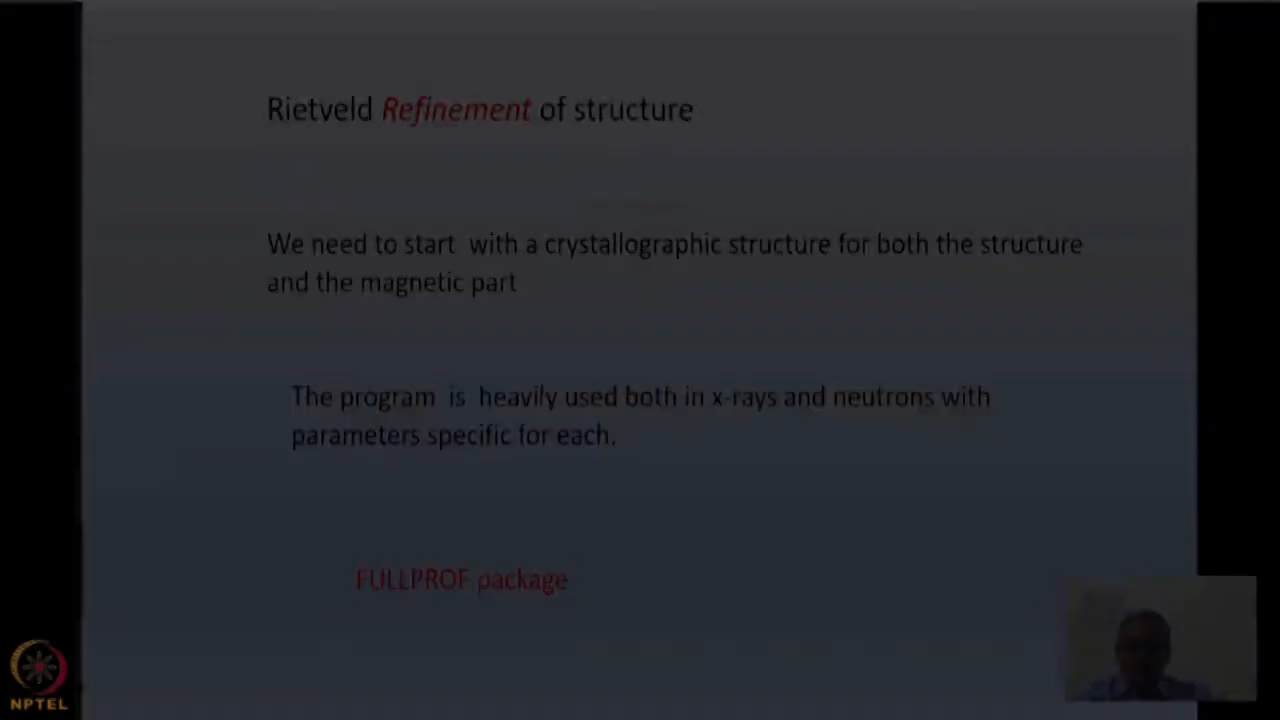 Rietveld Refinement of structure
We need to start with a crystallographic structure for both the structure
and the magnetic part
The program is heavily used both in x-rays and neutrons with
parameters specific for each.
FULLPROF package
NPTEL